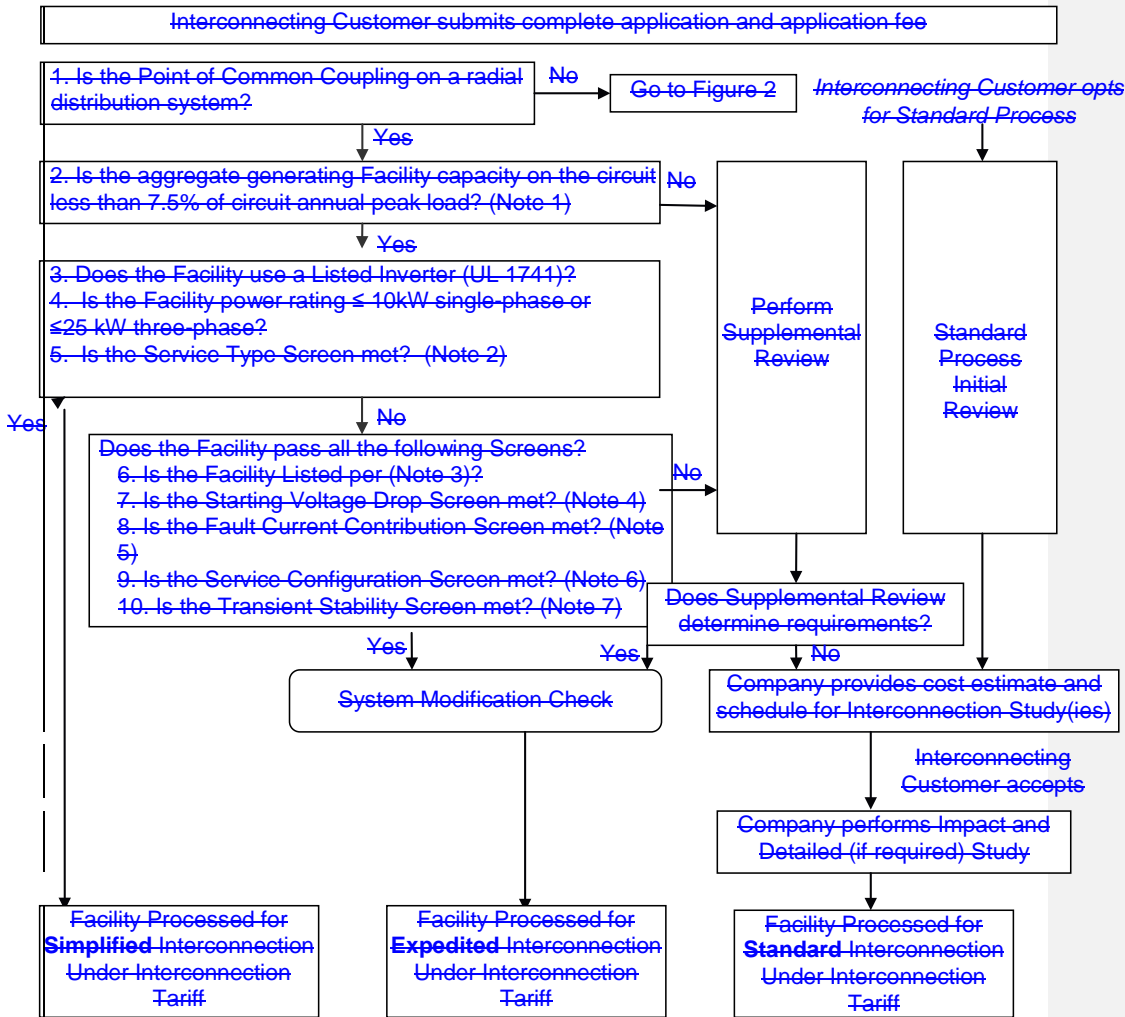 Interconnecting Customer submits complete application and application fee
1. Is the Point of Common Coupling on a radial
distribution system?
No
Go to Figure 2
Interconnecting Customer opts
for Standard Process
Yes
2. Is the aggregate generating Facility capacity on the circuit
less than 7.5% of circuit annual peak load? (Note 1)
No
Yes
3. Does the Facility use a Listed Inverter (UL 1741)?
4.  Is the Facility power rating ≤ 10kW single-phase or
≤25 kW three-phase?
5.  Is the Service Type Screen met?  (Note 2)
Perform
Supplemental
Review
Standard
Process
Initial
Review
Yes
No
Does the Facility pass all the following Screens?
6. Is the Facility Listed per (Note 3)?
7. Is the Starting Voltage Drop Screen met? (Note 4)
8. Is the Fault Current Contribution Screen met? (Note
5)
9. Is the Service Configuration Screen met? (Note 6)
10. Is the Transient Stability Screen met? (Note 7)
No
Does Supplemental Review
determine requirements?
Yes
Yes
No
System Modification Check
Company provides cost estimate and
schedule for Interconnection Study(ies)
Interconnecting
Customer accepts
Company performs Impact and
Detailed (if required) Study
Facility Processed for
Simplified Interconnection
Under Interconnection
Tariff
Facility Processed for
Expedited Interconnection
Under Interconnection
Tariff
Facility Processed for
Standard Interconnection
Under Interconnection
Tariff